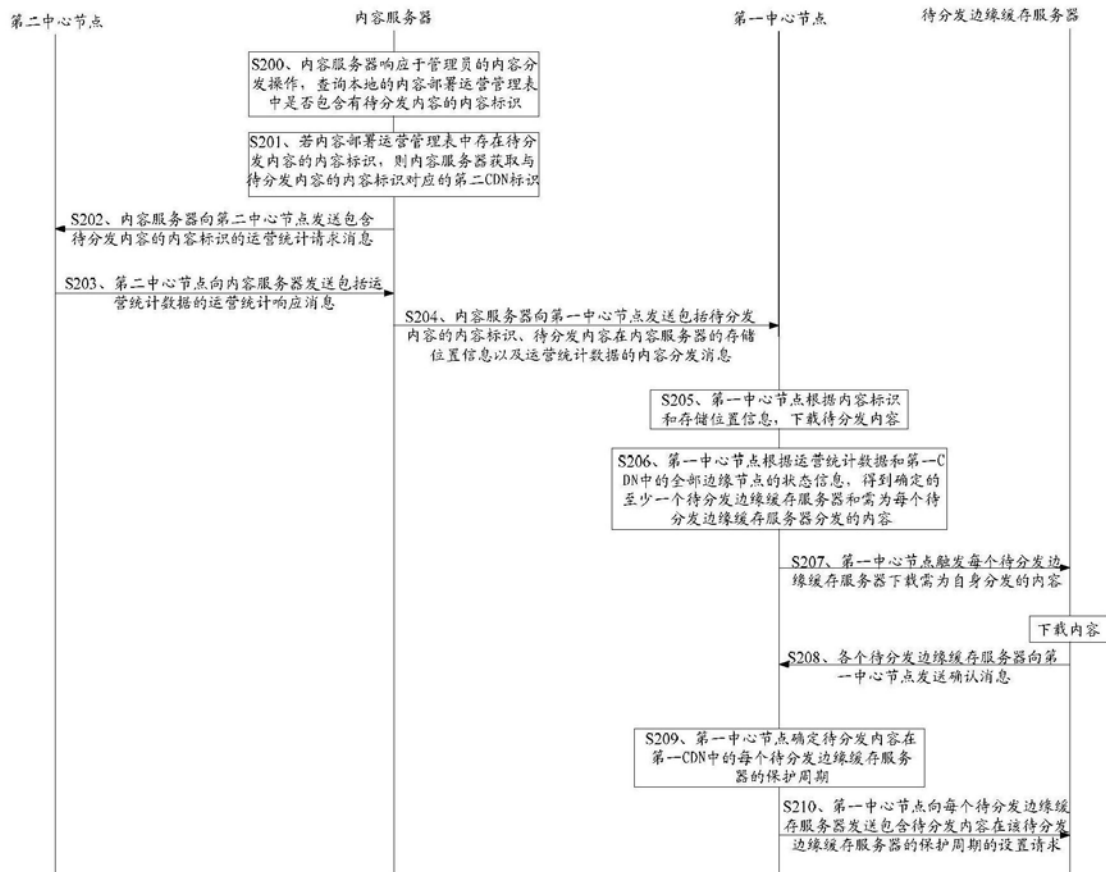 第二中心节点
内容服务器
第一中心节点
待分发边缘缓存服务器
S200、内容服务器响应于管理员的内容分
发操作，查询本地的内容部署运营管理表
中是否包含有待分发内容的内容标识
S201、若内容部署运营管理表中存在待分
发内容的内容标识，则内容服务器获取与
待分发内容的内容标识对应的第二CDN标识
S202、内容服务器向第二中心节点发送包含
待分发内容的内容标识的运营统计请求消息
S203、第二中心节点向内容服务器发送包括运
营统计数据的运营统计响应消息
S204、内容服务器向第一中心节点发送包括待分发
内容的内容标识、待分发内容在内容服务器的存储
位置信息以及运营统计数据的内容分发消息
S205、第一中心节点根据内容标识
和存储位置信息，下载待分发内容
S206、第一中心节点根据运营统计数据和第一C
DN中的全部边缘节点的状态信息，得到确定的
至少一个待分发边缘缓存服务器和需为每个待
分发边缘缓存服务器分发的内容
S207、第一中心节点触发每个待分发边
缘缓存服务器下载需为自身分发的内容
下载内容
S208、各个待分发边缘缓存服务器向第
一中心节点发送确认消息
S209、第一中心节点确定待分发内容在
第一CDN中的每个待分发边缘缓存服务
器的保护周期
S210、第一中心节点向每个待分发边缘缓
存服务器发送包含待分发内容在该待分发
边缘缓存服务器的保护周期的设置请求